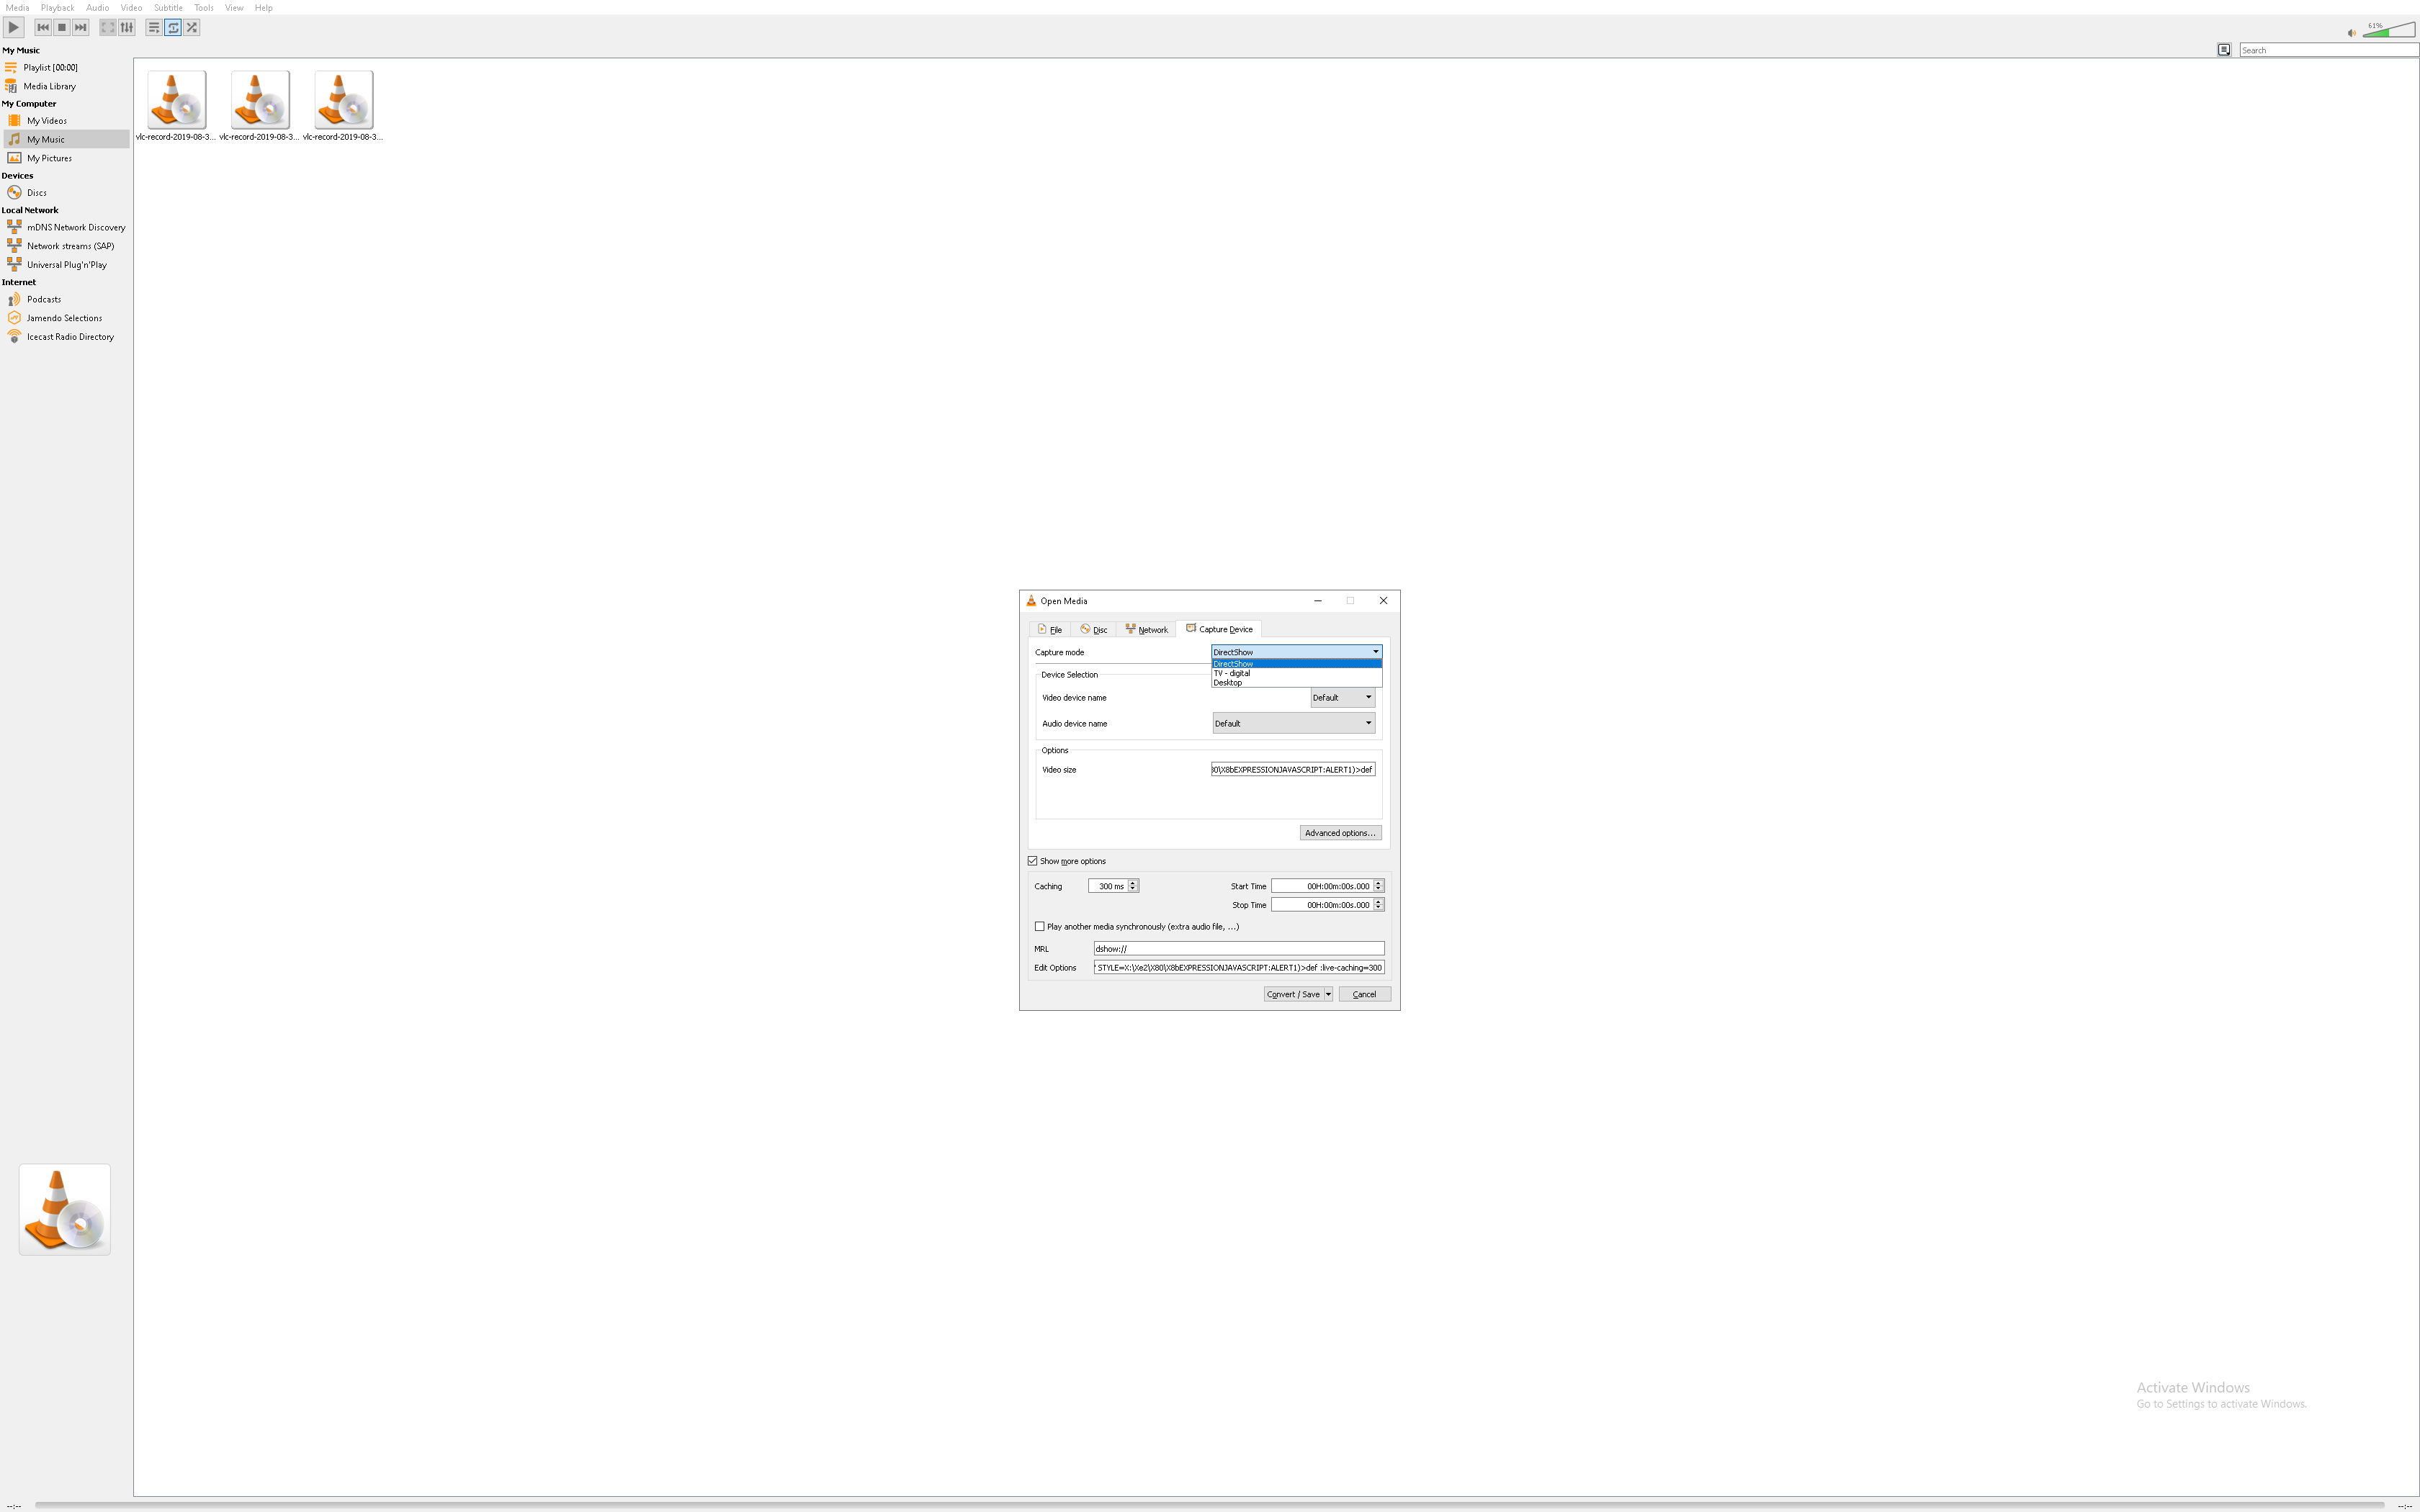 Media Playback Audio Video Subtitle Tools View Help
61%
Search
My Music
Playlist [00:00]
Media Library
My Computer
My Videos
My Music
My Pictures
Devices
Discs
Local Network
mDNS Network Discovery
Network streams (SAP)
Universal Plug'n'Play
Internet
Podcasts
Jamendo Selections
Icecast Radio Directory
vlc-record-2019-08-3... vlc-record-2019-08-3... vlc-record-2019-08-3...
Open Media
File Disc Network Capture Device
Capture mode DirectShow
DirectShow
TV - digital
Desktop
Device Selection
Video device name Default
Audio device name Default
Options
Video size 80\X8bEXPRESSIONJAVASCRIPT:ALERT1)>def
Advanced options...
Show more options
Caching 300 ms Start Time 00H:00m:00s.000
Stop Time 00H:00m:00s.000
Play another media synchronously (extra audio file, ...)
MRL dshow://
Edit Options ' STYLE=X:\Xe2\X80\X8bEXPRESSIONJAVASCRIPT:ALERT1)>def :live-caching=300
Convert / Save Cancel
Activate Windows
Go to Settings to activate Windows.
--:-- --:--